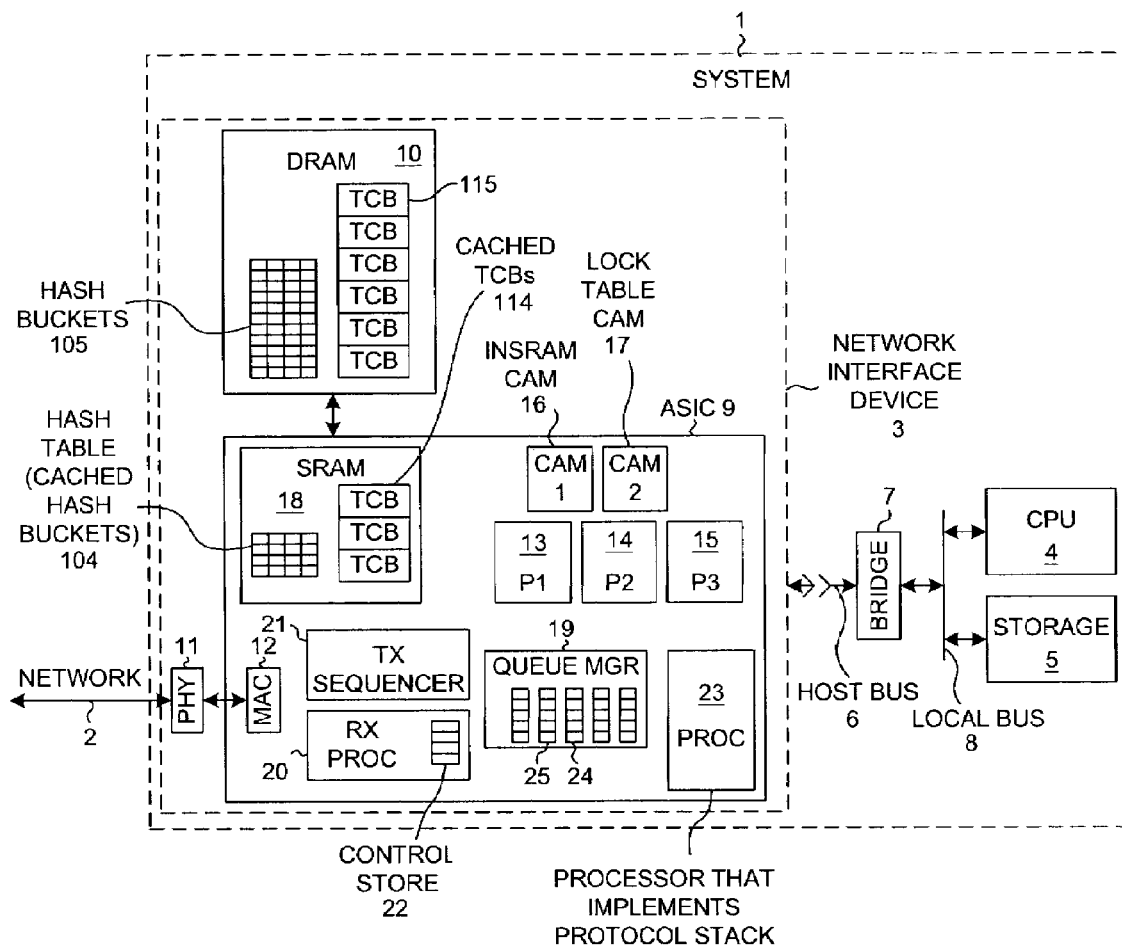 1
SYSTEM
DRAM
10
TCB
TCB
TCB
TCB
TCB
TCB
115
HASH
BUCKETS
105
CACHED
TCBs
114
LOCK
TABLE
CAM
17
INSRAM
CAM
16
NETWORK
INTERFACE
DEVICE
3
ASIC 9
HASH
TABLE
(CACHED
HASH
BUCKETS)
104
SRAM
18
TCB
TCB
TCB
CAM
1
CAM
2
13
P1
14
P2
15
P3
7
BRIDGE
CPU
4
STORAGE
5
HOST BUS
6
LOCAL BUS
8
NETWORK
2
11
PHY
12
MAC
21
TX
SEQUENCER
RX
PROC
20
19
QUEUE MGR
25
24
23
PROC
CONTROL
STORE
22
PROCESSOR THAT
IMPLEMENTS
PROTOCOL STACK